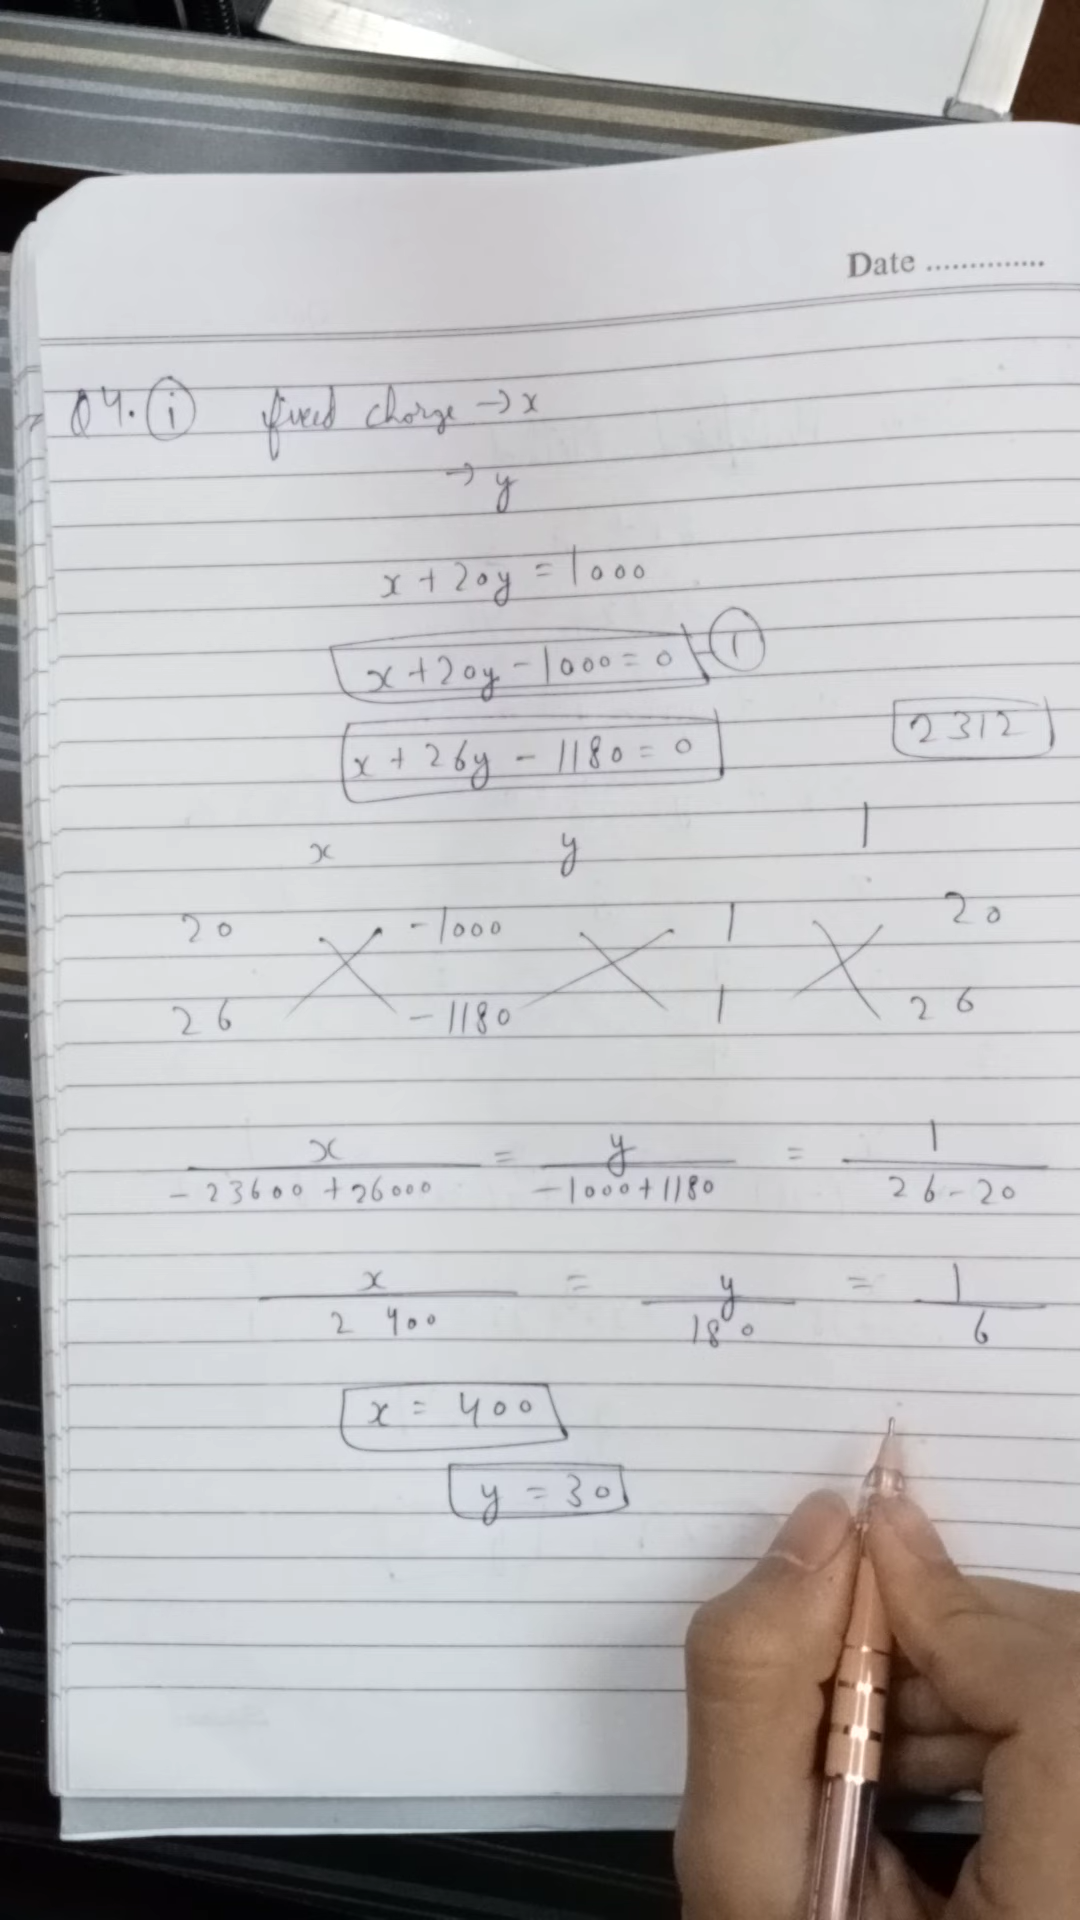 Date ..............
Q4. (i) fixed charge → x
→ y
x + 20y = 1000
x + 20y - 1000 = 0 - (1)
x + 26y - 1180 = 0
2312
x y 1
20 -1000 1 20
26 -1180 1 26
x/(-23600 + 26000) = y/(-1000 + 1180) = 1/(26 - 20)
x/2400 = y/180 = 1/6
x = 400
y = 30